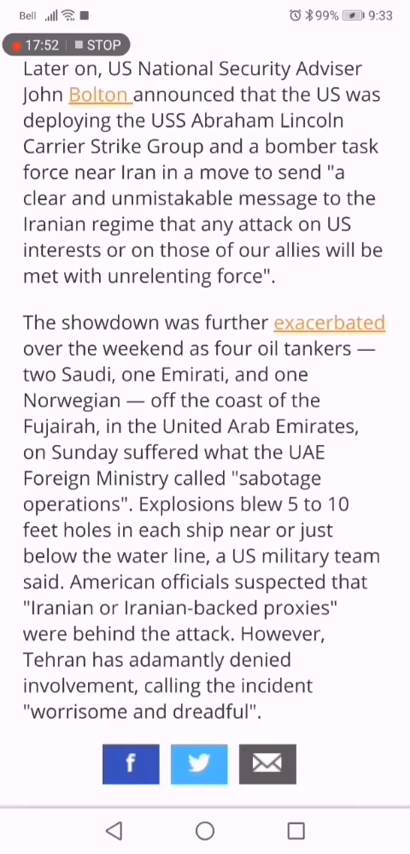 Bell 99% 9:33
17:52 STOP
Later on, US National Security Adviser
John Bolton announced that the US was
deploying the USS Abraham Lincoln
Carrier Strike Group and a bomber task
force near Iran in a move to send "a
clear and unmistakable message to the
Iranian regime that any attack on US
interests or on those of our allies will be
met with unrelenting force".
The showdown was further exacerbated
over the weekend as four oil tankers —
two Saudi, one Emirati, and one
Norwegian — off the coast of the
Fujairah, in the United Arab Emirates,
on Sunday suffered what the UAE
Foreign Ministry called "sabotage
operations". Explosions blew 5 to 10
feet holes in each ship near or just
below the water line, a US military team
said. American officials suspected that
"Iranian or Iranian-backed proxies"
were behind the attack. However,
Tehran has adamantly denied
involvement, calling the incident
"worrisome and dreadful".
f